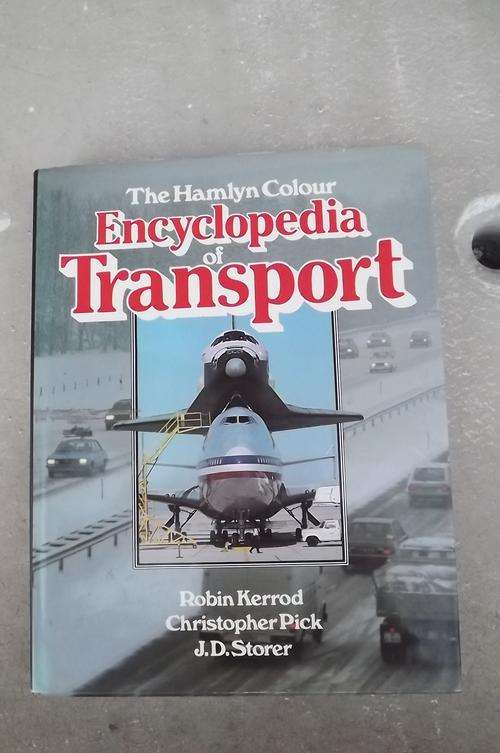 The Hamlyn Colour
Encyclopedia
of
Transport
Robin Kerrod
Christopher Pick
J.D. Storer